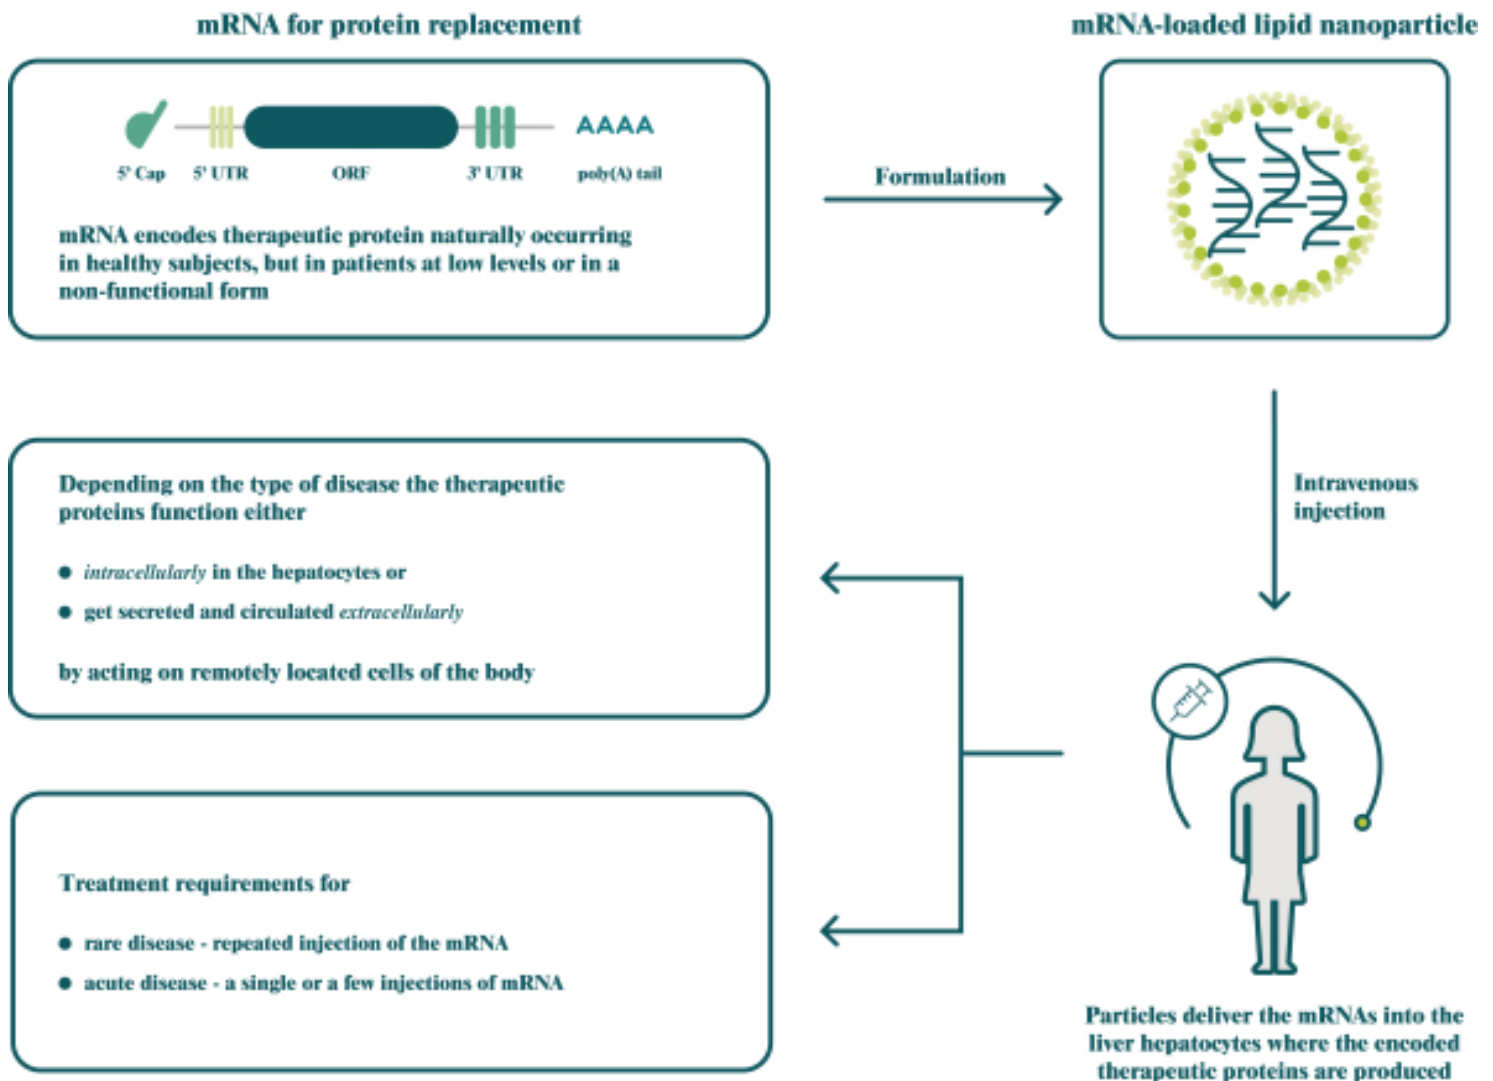 mRNA for protein replacement
mRNA-loaded lipid nanoparticle
AAAA
5' Cap 5' UTR ORF 3' UTR poly(A) tail
mRNA encodes therapeutic protein naturally occurring
in healthy subjects, but in patients at low levels or in a
non-functional form
Formulation
Intravenous
injection
Particles deliver the mRNAs into the
liver hepatocytes where the encoded
therapeutic proteins are produced
Depending on the type of disease the therapeutic
proteins function either
● intracellularly in the hepatocytes or
● get secreted and circulated extracellularly
by acting on remotely located cells of the body
Treatment requirements for
● rare disease - repeated injection of the mRNA
● acute disease - a single or a few injections of mRNA